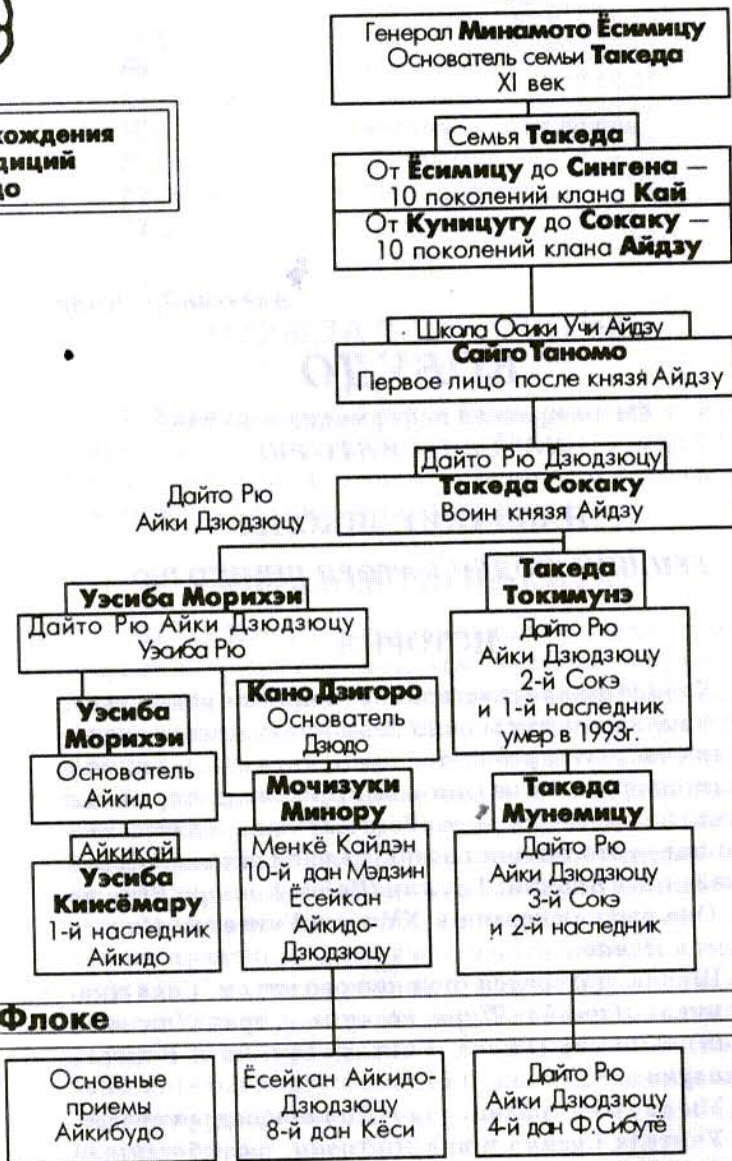 Генерал Минамото Ёсимицу
Основатель семьи Такеда
XI век
Семья Такеда
От Ёсимицу до Сингена —
10 поколений клана Кай
От Куницугу до Сокаку —
10 поколений клана Айдзу
Школа Осики Учи Айдзу
Сайго Таномо
Первое лицо после князя Айдзу
Дайто Рю Дзюдзюцу
Такеда Сокаку
Воин князя Айдзу
Дайто Рю
Айки Дзюдзюцу
Уэсиба Морихэи
Дайто Рю Айки Дзюдзюцу
Уэсиба Рю
Такеда
Токимунэ
Дайто Рю
Айки Дзюдзюцу
2-й Сокэ
и 1-й наследник
умер в 1993г.
Уэсиба
Морихэи
Основатель
Айкидо
Кано Дзигоро
Основатель
Дзюдо
Айкикай
Уэсиба
Киисёмару
1-й наследник
Айкидо
Мочизуки
Минору
Менкё Кайдэн
10-й дан Мэдзин
Ёсейкан
Айкидо-
Дзюдзюцу
Такеда
Мунемицу
Дайто Рю
Айки Дзюдзюцу
3-й Сокэ
и 2-й наследник
Флоке
Основные
приемы
Айкибудо
Ёсейкан Айкидо-
Дзюдзюцу
8-й дан Кёси
Дайто Рю
Айки Дзюдзюцу
4-й дан Ф.Сибутё